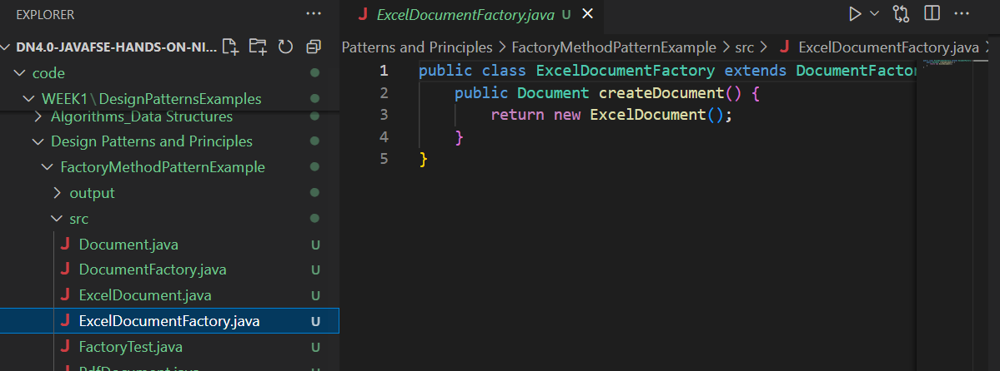 EXPLORER
DN4.0-JAVAFSE-HANDS-ON-NI...
code
WEEK1\DesignPatternsExamples
Algorithms_Data Structures
Design Patterns and Principles
FactoryMethodPatternExample
output
src
J Document.java U
J DocumentFactory.java U
J ExcelDocument.java U
J ExcelDocumentFactory.java U
J FactoryTest.java U
J PdfDocument.java U
J ExcelDocumentFactory.java U
Patterns and Principles > FactoryMethodPatternExample > src > J ExcelDocumentFactory.java >
1 public class ExcelDocumentFactory extends DocumentFactor
2 public Document createDocument() {
3 return new ExcelDocument();
4 }
5 }